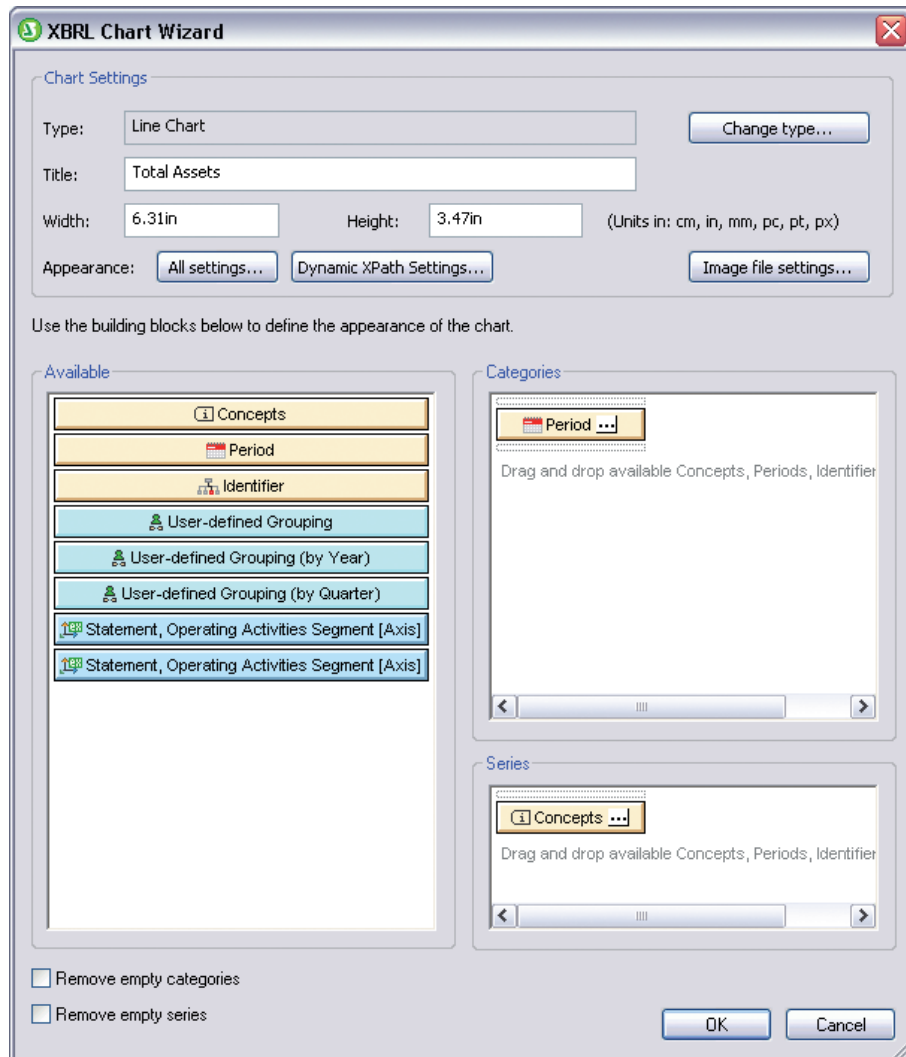 XBRL Chart Wizard
Chart Settings
Type: Line Chart Change type...
Title: Total Assets
Width: 6.31in Height: 3.47in (Units in: cm, in, mm, pc, pt, px)
Appearance: All settings... Dynamic XPath Settings... Image file settings...
Use the building blocks below to define the appearance of the chart.
Available
Concepts
Period
Identifier
User-defined Grouping
User-defined Grouping (by Year)
User-defined Grouping (by Quarter)
Statement, Operating Activities Segment [Axis]
Statement, Operating Activities Segment [Axis]
Categories
Period ...
Drag and drop available Concepts, Periods, Identifier
Series
Concepts ...
Drag and drop available Concepts, Periods, Identifier
Remove empty categories
Remove empty series
OK Cancel